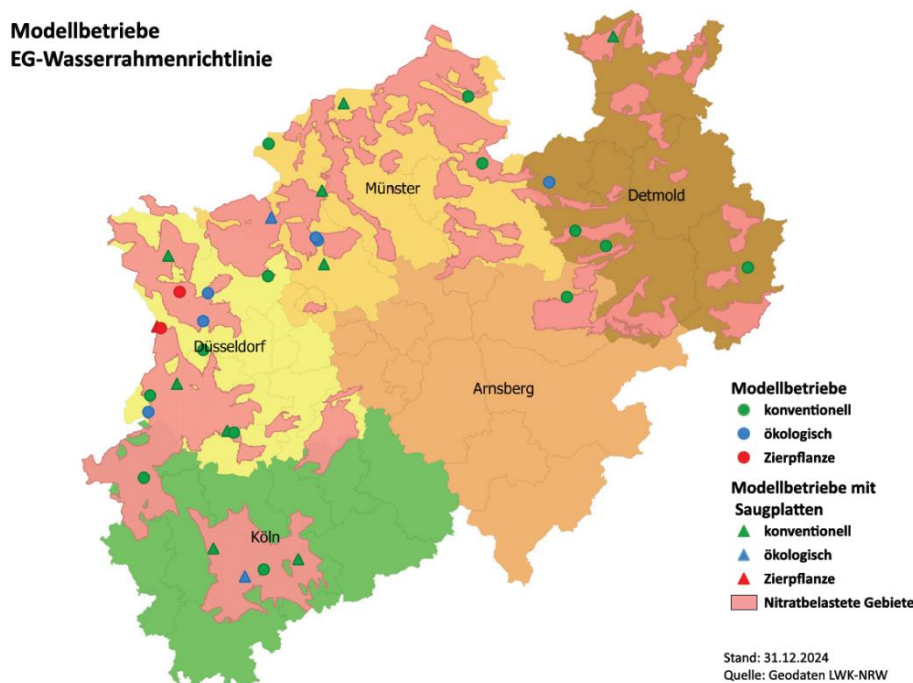 Modellbetriebe
EG-Wasserrahmenrichtlinie
Münster
Detmold
Düsseldorf
Arnsberg
Köln
Modellbetriebe
konventionell
ökologisch
Zierpflanze
Modellbetriebe mit
Saugplatten
konventionell
ökologisch
Zierpflanze
Nitratbelastete Gebiete
Stand: 31.12.2024
Quelle: Geodaten LWK-NRW